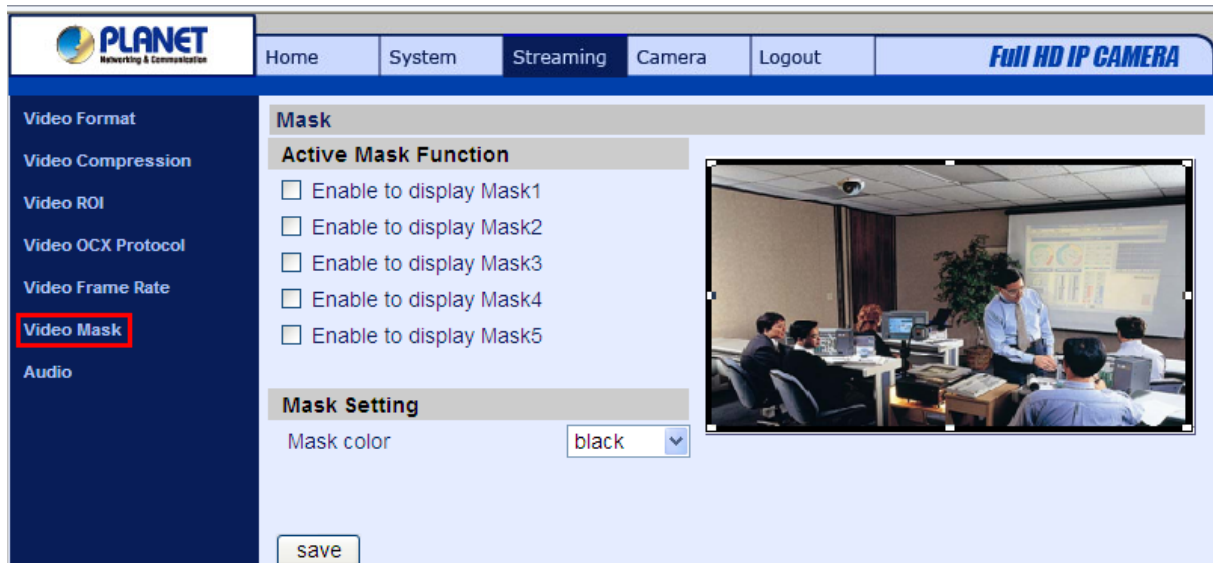 PLANET
Networking & Communication
Home System Streaming Camera Logout Full HD IP CAMERA
Video Format
Video Compression
Video ROI
Video OCX Protocol
Video Frame Rate
Video Mask
Audio
Mask
Active Mask Function
Enable to display Mask1
Enable to display Mask2
Enable to display Mask3
Enable to display Mask4
Enable to display Mask5
Mask Setting
Mask color black
save